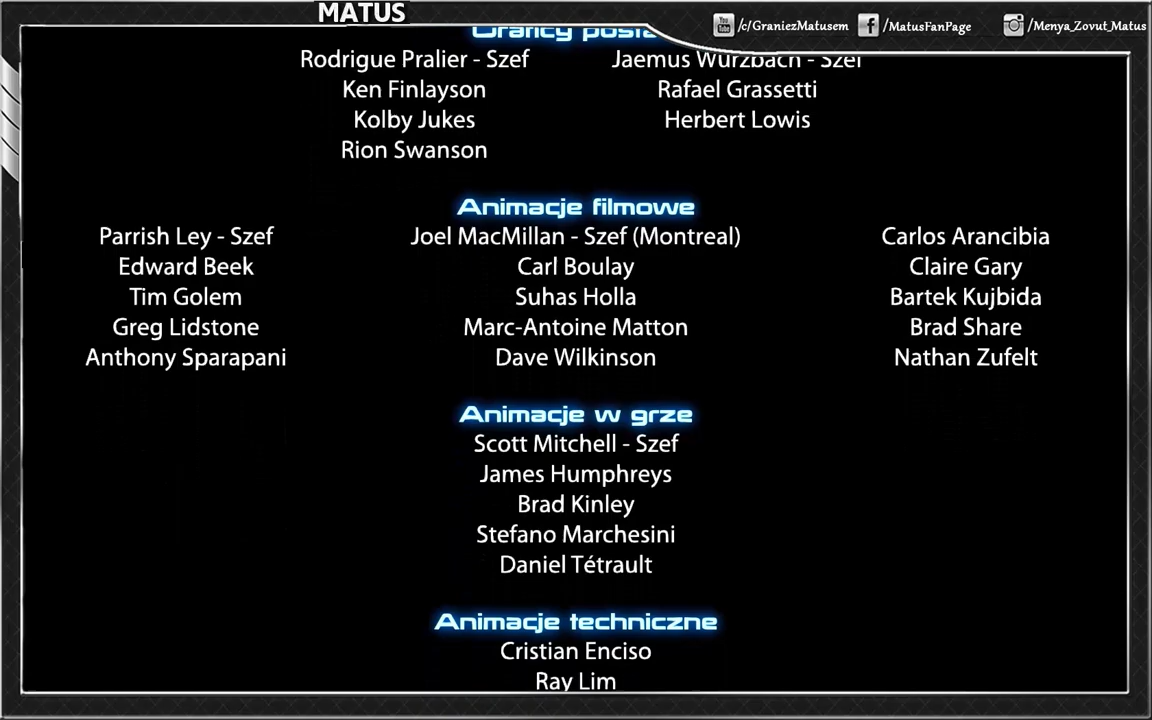 MATUS
/c/GraniezMatusem
/MatusFanPage
/Menya_Zovut_Matus
Graficy
Rodrigue Pralier - Szef
Jaemus Wurzbach - Szef
Ken Finlayson
Rafael Grassetti
Kolby Jukes
Herbert Lowis
Rion Swanson
Animacje filmowe
Parrish Ley - Szef
Joel MacMillan - Szef (Montreal)
Carlos Arancibia
Edward Beek
Carl Boulay
Claire Gary
Tim Golem
Suhas Holla
Bartek Kujbida
Greg Lidstone
Marc-Antoine Matton
Brad Share
Anthony Sparapani
Dave Wilkinson
Nathan Zufelt
Animacje w grze
Scott Mitchell - Szef
James Humphreys
Brad Kinley
Stefano Marchesini
Daniel Tétrault
Animacje techniczne
Cristian Enciso
Ray Lim